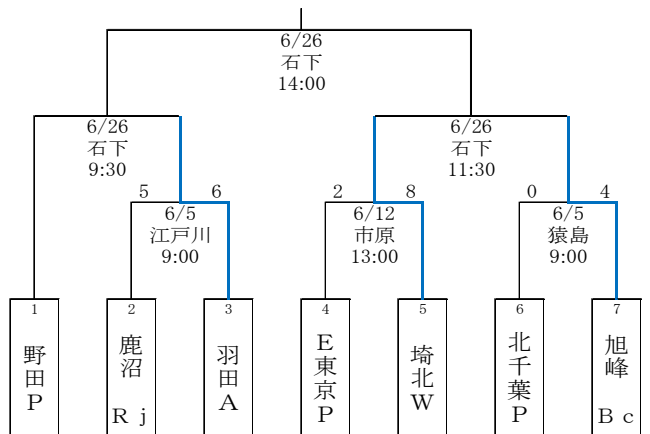 6/26
石下
14:00
6/26
石下
9:30
6/26
石下
11:30
5
6
2
8
0
4
6/5
江戸川
9:00
6/12
市原
13:00
6/5
猿島
9:00
1
2
3
4
5
6
7
野田P
鹿沼Rj
羽田A
E東京P
埼北W
北千葉P
旭峰Bc